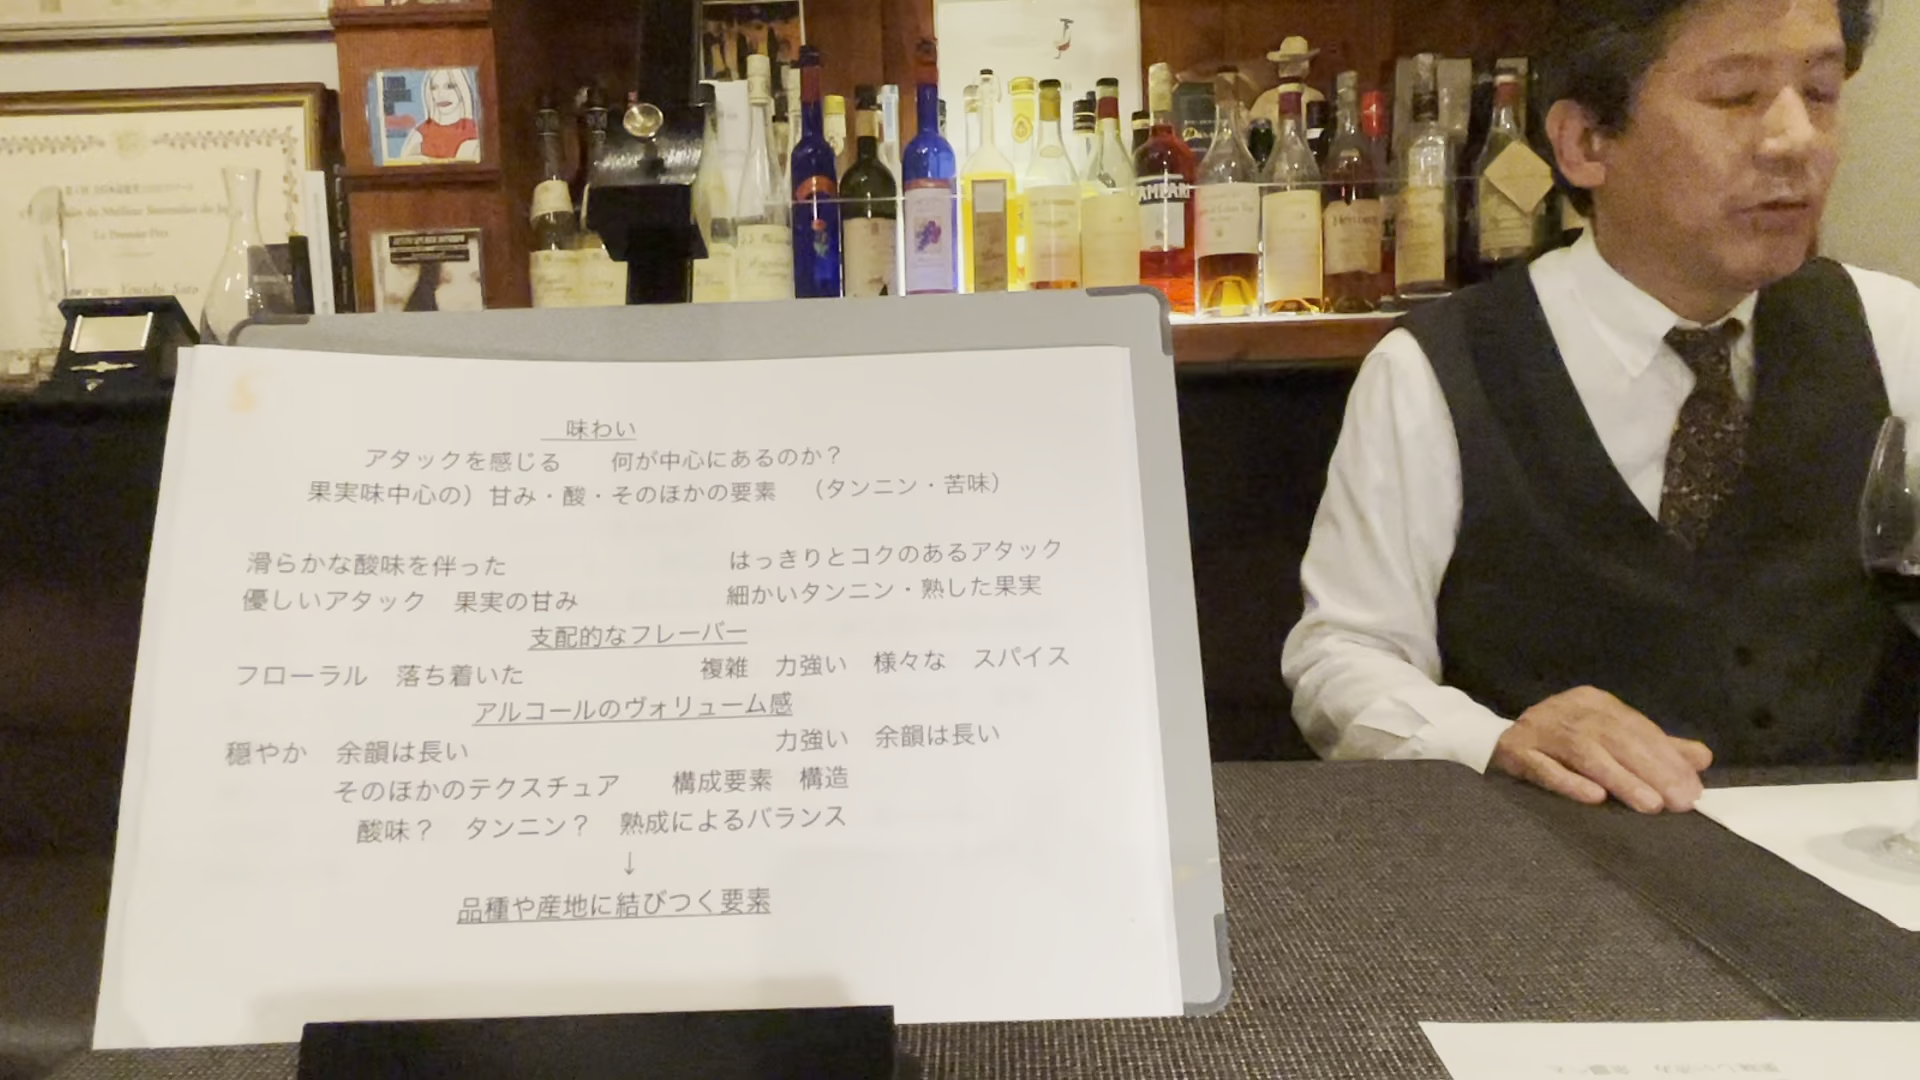 味わい
アタックを感じる　　何が中心にあるのか？
果実味中心の）甘み・酸・そのほかの要素　（タンニン・苦味）
滑らかな酸味を伴った　　はっきりとコクのあるアタック
優しいアタック　果実の甘み　　細かいタンニン・熟した果実
支配的なフレーバー
フローラル　落ち着いた　　複雑　力強い　様々な　スパイス
アルコールのヴォリューム感
穏やか　余韻は長い　　力強い　余韻は長い
そのほかのテクスチュア　　構成要素　構造
酸味？　タンニン？　熟成によるバランス
↓
品種や産地に結びつく要素